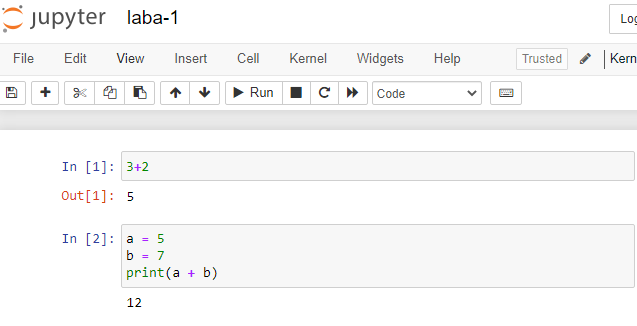 jupyter laba-1
Log
File Edit View Insert Cell Kernel Widgets Help Trusted Kern
Run Code
In [1]: 3+2
Out[1]: 5
In [2]: a = 5
b = 7
print(a + b)
12